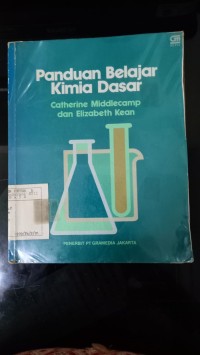 Panduan Belajar
Kimia Dasar
Catherine Middlecamp
dan Elizabeth Kean
PENERBIT PT GRAMEDIA JAKARTA